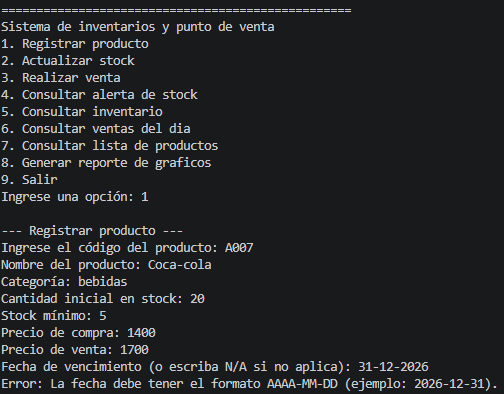 ==================================================
Sistema de inventarios y punto de venta
1. Registrar producto
2. Actualizar stock
3. Realizar venta
4. Consultar alerta de stock
5. Consultar inventario
6. Consultar ventas del dia
7. Consultar lista de productos
8. Generar reporte de graficos
9. Salir
Ingrese una opción: 1

--- Registrar producto ---
Ingrese el código del producto: A007
Nombre del producto: Coca-cola
Categoría: bebidas
Cantidad inicial en stock: 20
Stock mínimo: 5
Precio de compra: 1400
Precio de venta: 1700
Fecha de vencimiento (o escriba N/A si no aplica): 31-12-2026
Error: La fecha debe tener el formato AAAA-MM-DD (ejemplo: 2026-12-31).